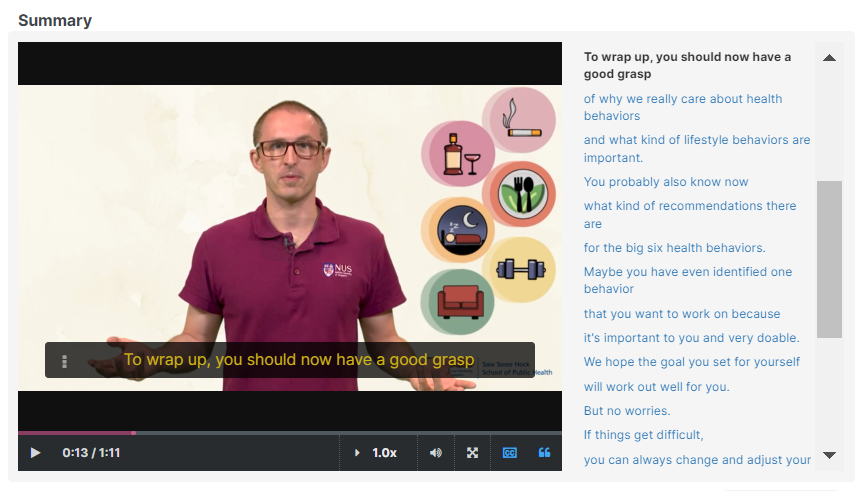 Summary
NUS
To wrap up, you should now have a good grasp
Saw Swee Hock
School of Public Health
0:13 / 1:11
1.0x
CC
To wrap up, you should now have a
good grasp
of why we really care about health
behaviors
and what kind of lifestyle behaviors are
important.
You probably also know now
what kind of recommendations there
are
for the big six health behaviors.
Maybe you have even identified one
behavior
that you want to work on because
it's important to you and very doable.
We hope the goal you set for yourself
will work out well for you.
But no worries.
If things get difficult,
you can always change and adjust your